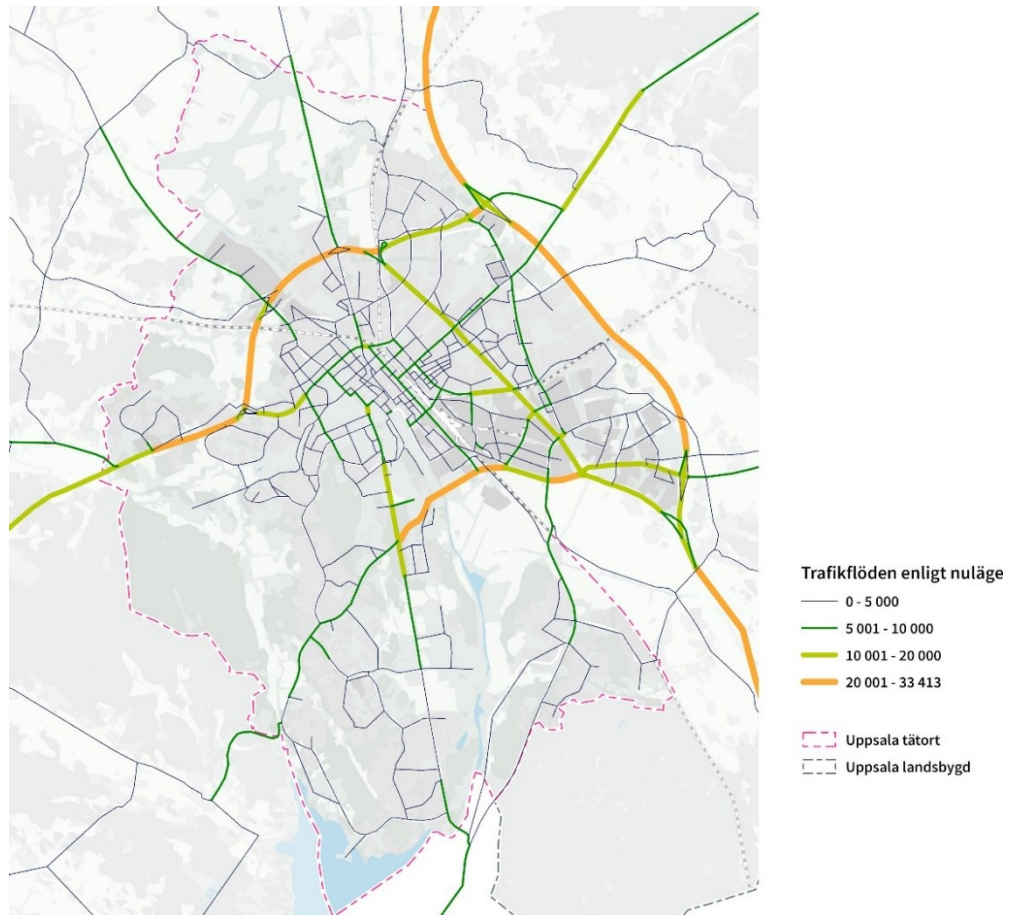 Trafikflöden enligt nuläge
0 - 5 000
5 001 - 10 000
10 001 - 20 000
20 001 - 33 413
Uppsala tätort
Uppsala landsbygd